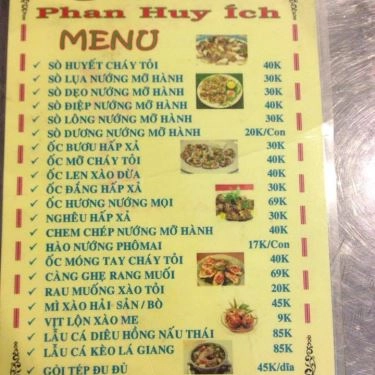 Phan Huy Ích
MENU
SÒ HUYẾT CHÁY TỎI 40K
SÒ LỤA NƯỚNG MỠ HÀNH 30K
SÒ DẸO NƯỚNG MỠ HÀNH 30K
SÒ ĐIỆP NƯỚNG MỠ HÀNH 40K
SÒ LÔNG NƯỚNG MỠ HÀNH 30K
SÒ DƯƠNG NƯỚNG MỠ HÀNH 20K/Con
ỐC BƯƠU HẤP XẢ 30K
ỐC MỠ CHÁY TỎI 40K
ỐC LEN XÀO DỪA 40K
ỐC ĐẮNG HẤP XẢ 30K
ỐC HƯƠNG NƯỚNG MỌI 69K
NGHÊU HẤP XẢ 30K
CHEM CHÉP NƯỚNG MỠ HÀNH 40K
HÀO NƯỚNG PHÔMAI 17K/Con
ỐC MÓNG TAY CHÁY TỎI 40K
CÀNG GHẸ RANG MUỐI 69K
RAU MUỐNG XÀO TỎI 20K
MÌ XÀO HẢI SẢN / BÒ 45K
VỊT LỘN XÀO ME 9K
LẨU CÁ DIÊU HỒNG NẤU THÁI 85K
LẨU CÁ KÈO LÁ GIANG 85K
GỎI TÉP ĐU ĐỦ 45K/dĩa